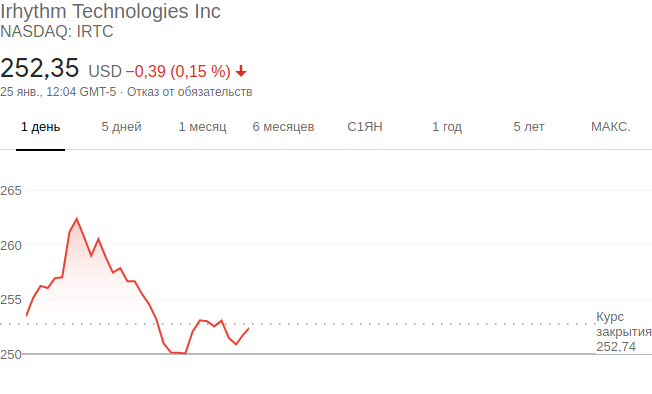 Irhythm Technologies Inc
NASDAQ: IRTC
252,35 USD −0,39 (0,15 %)
25 янв., 12:04 GMT-5 · Отказ от обязательств
1 день 5 дней 1 месяц 6 месяцев С1ЯН 1 год 5 лет МАКС.
265
260
255
250
Курс
закрытия
252,74